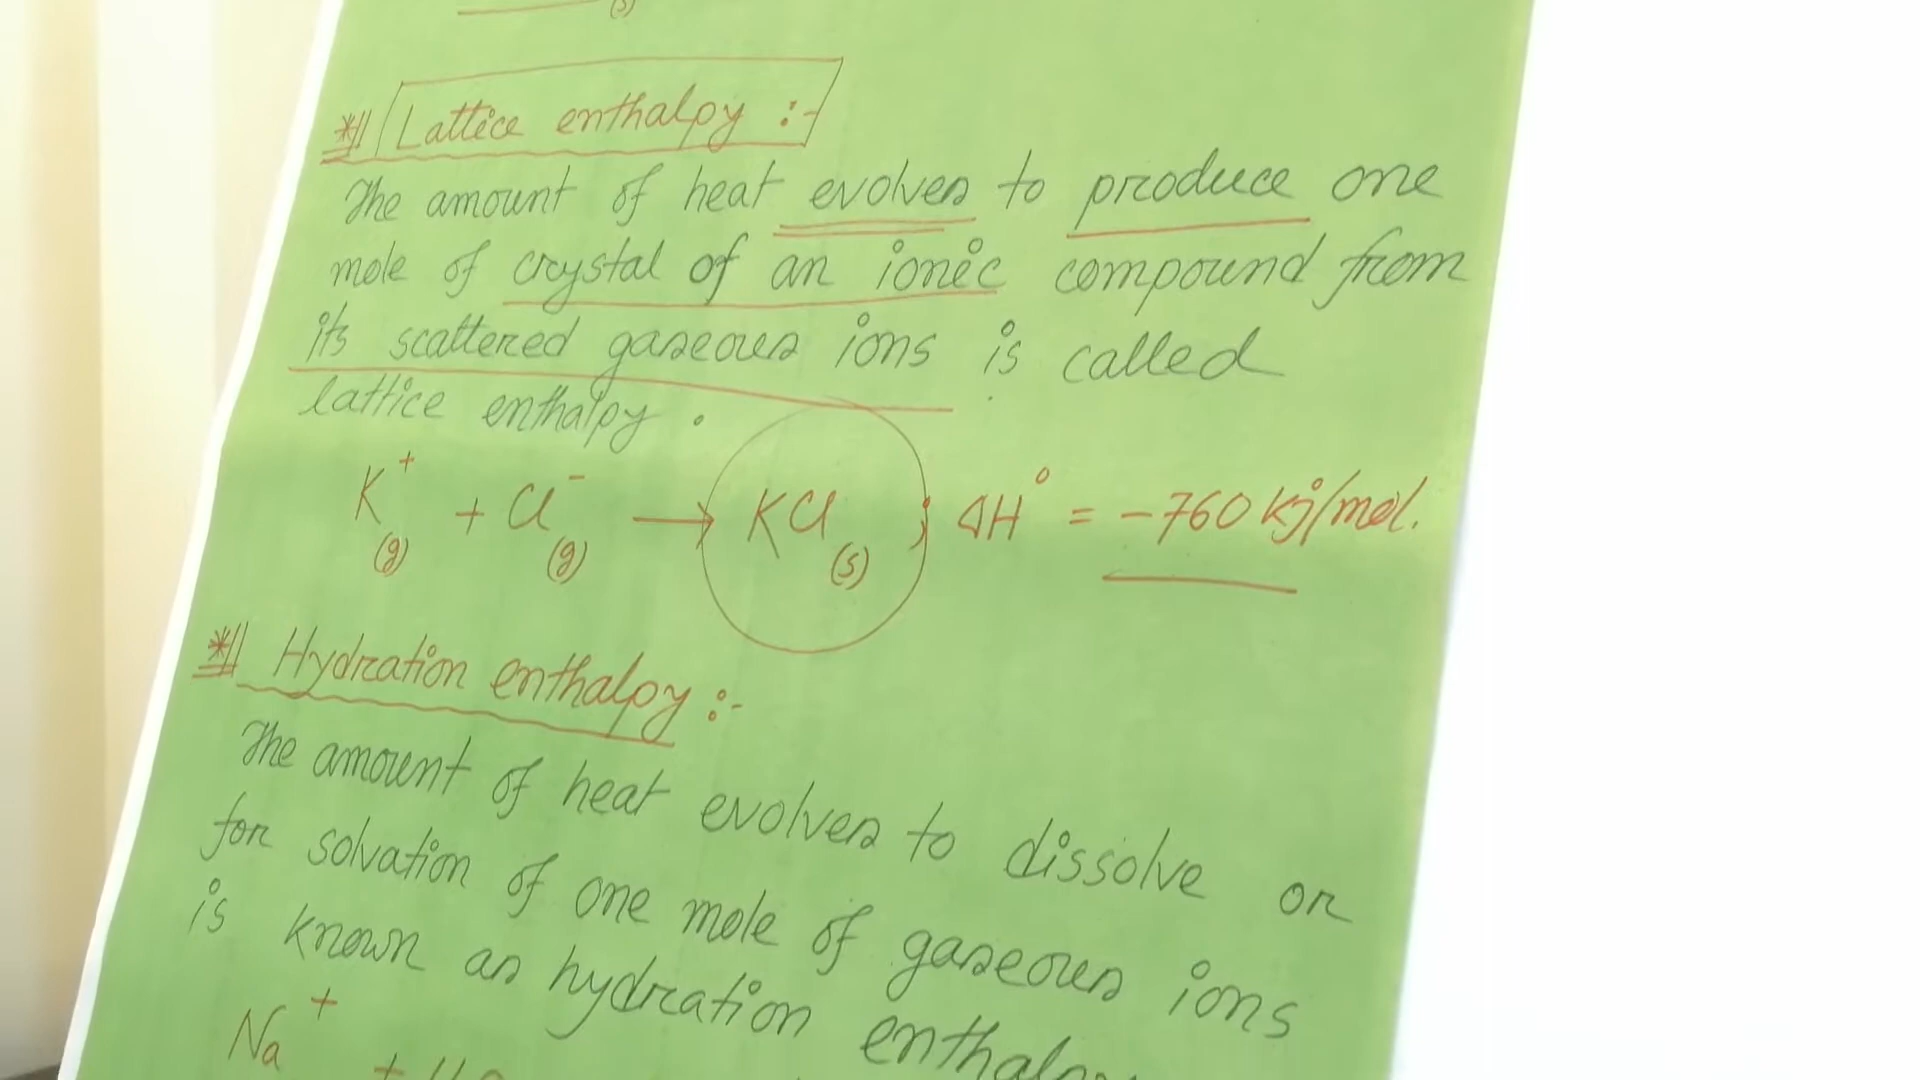 (s)
*// Lattice enthalpy :-
The amount of heat evolves to produce one
mole of crystal of an ionic compound from
its scattered gaseous ions is called
lattice enthalpy.
K⁺(g) + Cl⁻(g) → KCl(s) ; ΔH° = -760 kj/mol.
*// Hydration enthalpy :-
The amount of heat evolves to dissolve or
for solvation of one mole of gaseous ions
is known as hydration
Na⁺ +